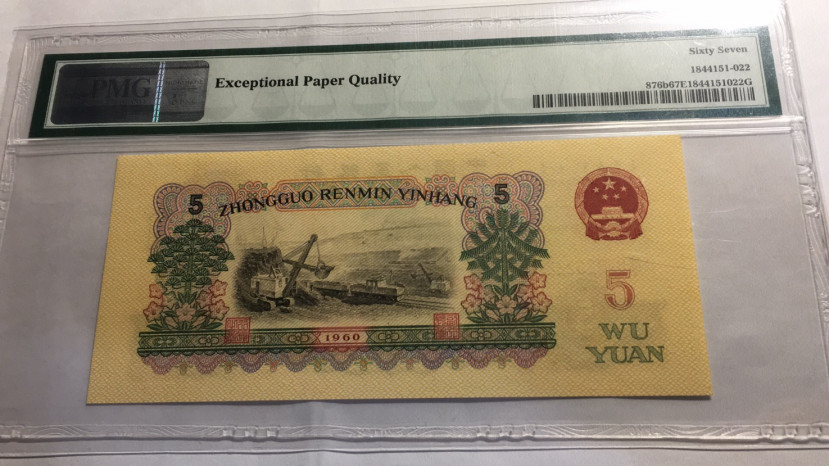 PMG
Exceptional Paper Quality
Sixty Seven
1844151-022
876b67E1844151022G
5 ZHONGGUO RENMIN YINHANG 5
1960
5
WU
YUAN